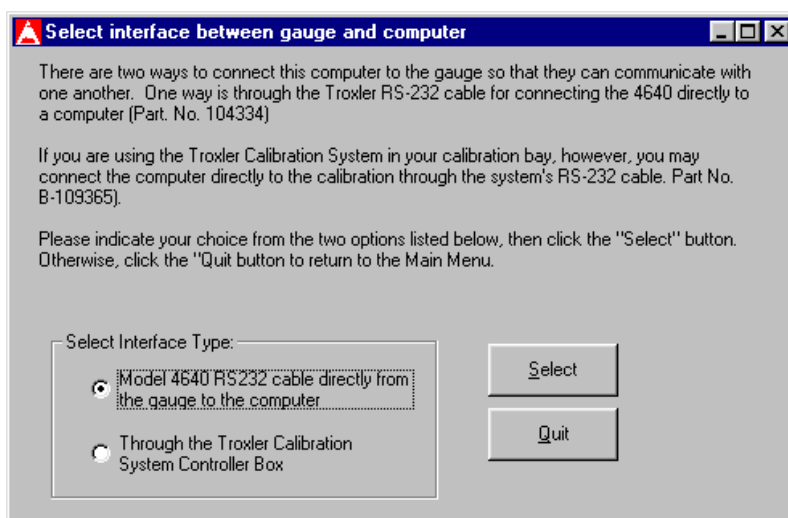 Select interface between gauge and computer
There are two ways to connect this computer to the gauge so that they can communicate with
one another.  One way is through the Troxler RS-232 cable for connecting the 4640 directly to
a computer (Part. No. 104334)
If you are using the Troxler Calibration System in your calibration bay, however, you may
connect the computer directly to the calibration through the system's RS-232 cable. Part No.
B-109365).
Please indicate your choice from the two options listed below, then click the "Select" button.
Otherwise, click the "Quit button to return to the Main Menu.
Select Interface Type:
Model 4640 RS232 cable directly from
the gauge to the computer
Through the Troxler Calibration
System Controller Box
Select
Quit